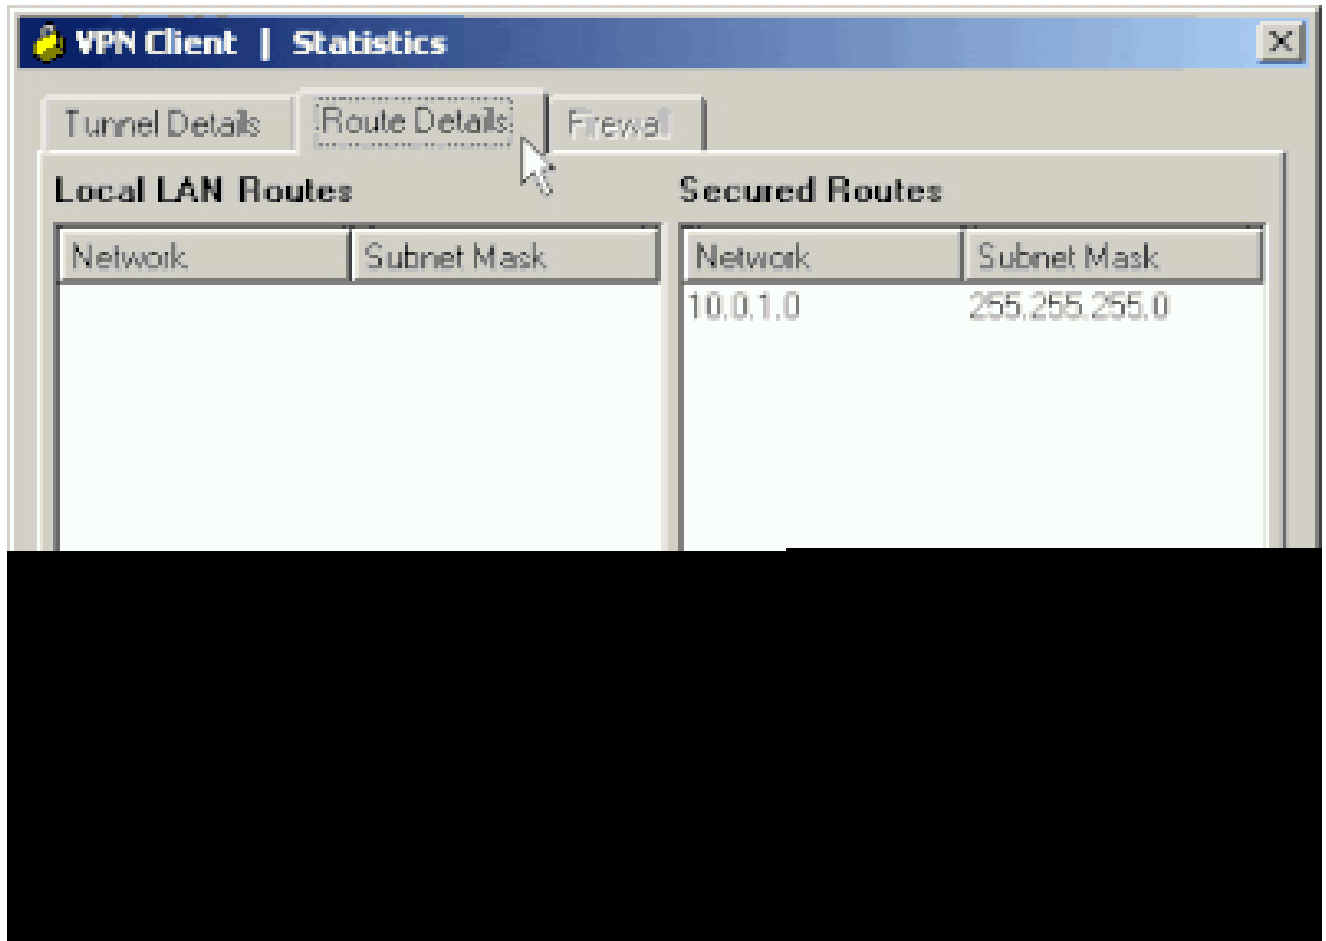 VPN Client | Statistics
Tunnel Details Route Details Firewall
Local LAN Routes
Network Subnet Mask
Secured Routes
Network Subnet Mask
10.0.1.0 255.255.255.0